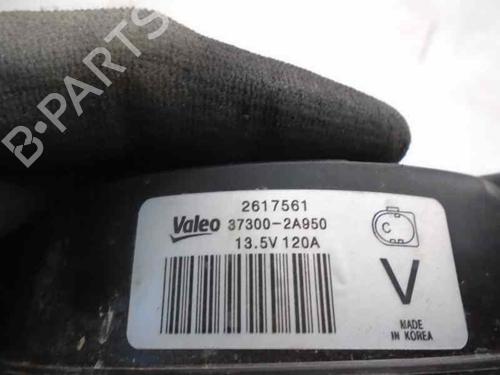 B-PARTS
2617561
Valeo 37300-2A950
13.5V 120A
C
V
MADE
IN KOREA